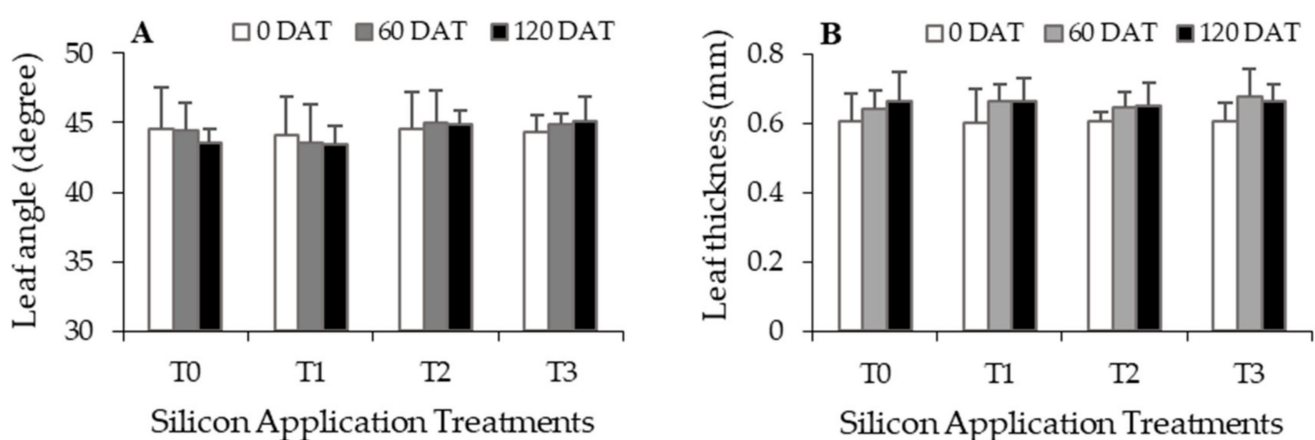 A
0 DAT 60 DAT 120 DAT
50
45
40
35
30
Leaf angle (degree)
T0 T1 T2 T3
Silicon Application Treatments
B
0 DAT 60 DAT 120 DAT
0.8
0.6
0.4
0.2
0
Leaf thickness (mm)
T0 T1 T2 T3
Silicon Application Treatments